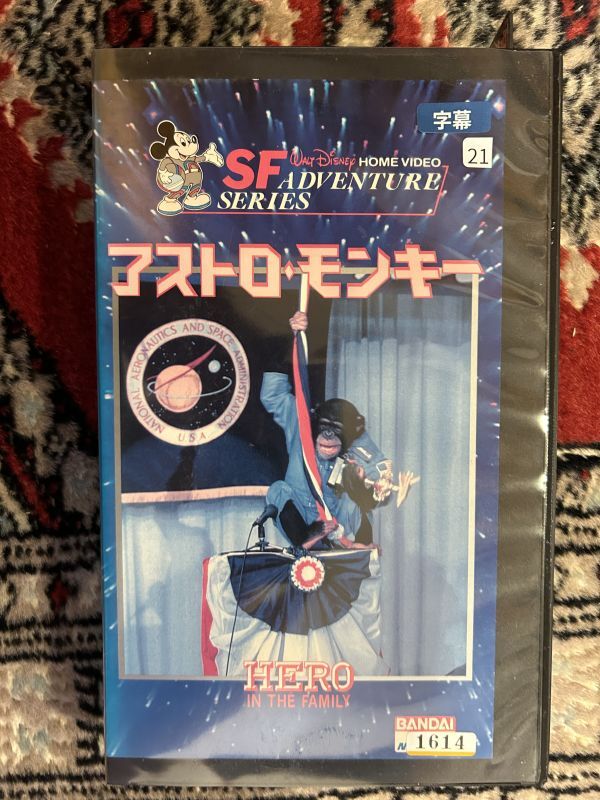 字幕
21
Walt Disney HOME VIDEO
SF ADVENTURE
SERIES
アストロ・モンキー
NATIONAL AERONAUTICS AND SPACE ADMINISTRATION
U.S.A.
HERO
IN THE FAMILY
BANDAI
1614